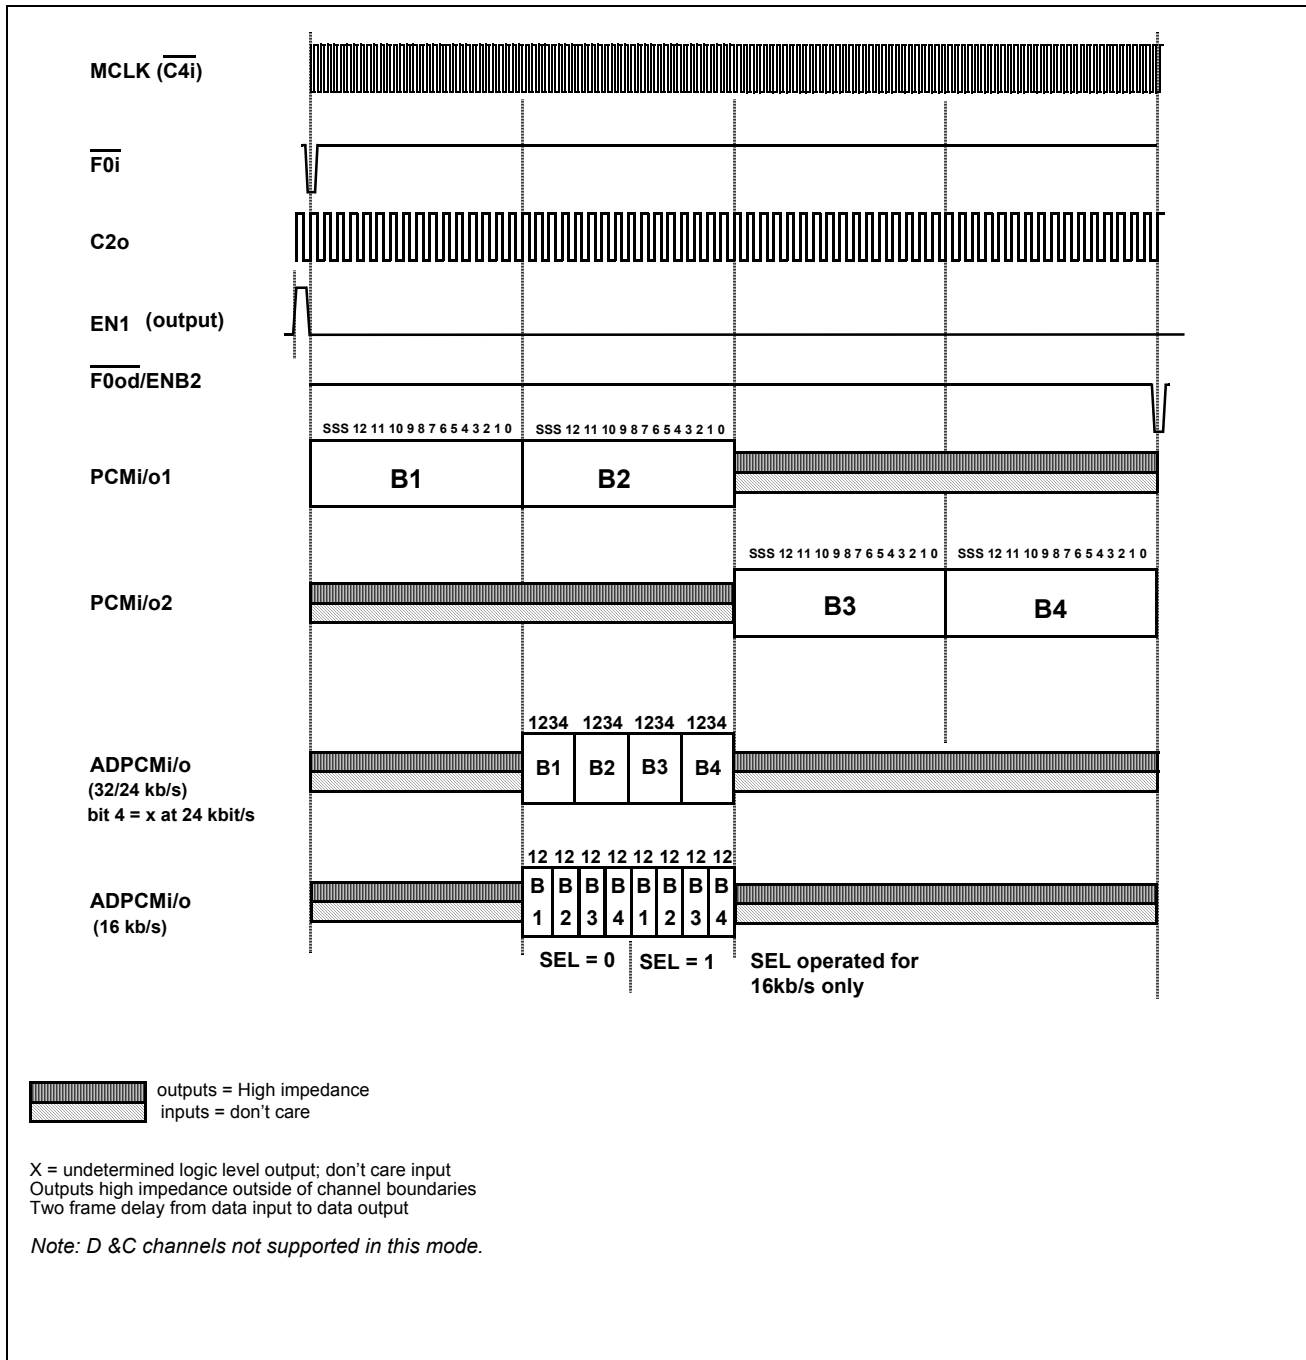 MCLK (C4i)
F0i
C2o
EN1 (output)
F0od/ENB2
SSS 12 11 10 9 8 7 6 5 4 3 2 1 0 SSS 12 11 10 9 8 7 6 5 4 3 2 1 0
PCMi/o1 B1 B2
SSS 12 11 10 9 8 7 6 5 4 3 2 1 0 SSS 12 11 10 9 8 7 6 5 4 3 2 1 0
PCMi/o2 B3 B4
1234 1234 1234 1234
ADPCMi/o B1 B2 B3 B4
(32/24 kb/s)
bit 4 = x at 24 kbit/s
12 12 12 12 12 12 12 12
B B B B B B B B
ADPCMi/o
1 2 3 4 1 2 3 4
(16 kb/s)
SEL = 0 SEL = 1 SEL operated for
16kb/s only
outputs = High impedance
inputs = don't care
X = undetermined logic level output; don't care input
Outputs high impedance outside of channel boundaries
Two frame delay from data input to data output
Note: D &C channels not supported in this mode.